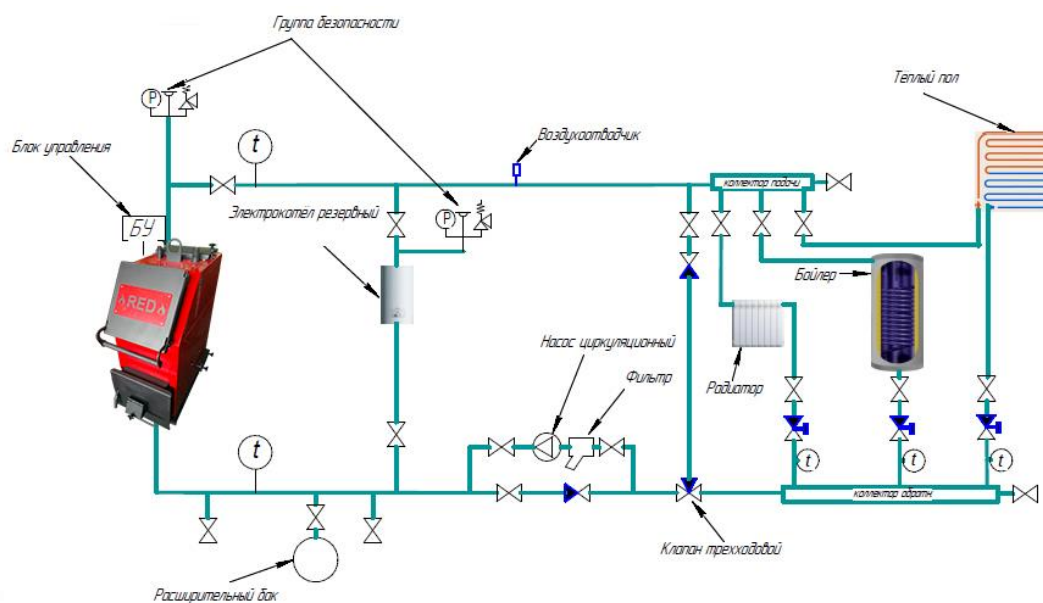 Группа безопасности
Теплый пол
P
Воздухоотводчик
Блок управления
t
коллектор подачи
БУ
Электрокотёл резервный
P
Бойлер
RED
Насос циркуляционный
Фильтр
Радиатор
t
t
t
t
коллектор обратн
Клапан трехходовой
Расширительный бак